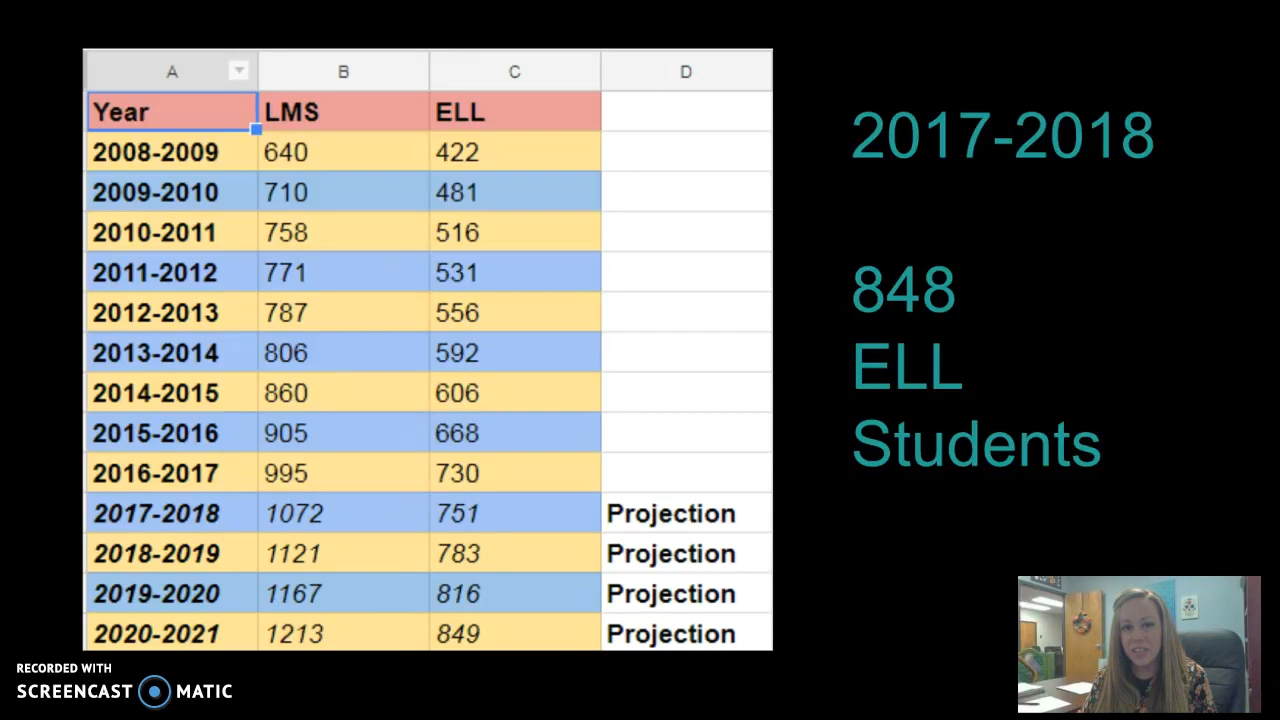 A B C D
Year LMS ELL
2008-2009 640 422
2009-2010 710 481
2010-2011 758 516
2011-2012 771 531
2012-2013 787 556
2013-2014 806 592
2014-2015 860 606
2015-2016 905 668
2016-2017 995 730
2017-2018 1072 751 Projection
2018-2019 1121 783 Projection
2019-2020 1167 816 Projection
2020-2021 1213 849 Projection
2017-2018
848
ELL
Students
RECORDED WITH
SCREENCAST MATIC